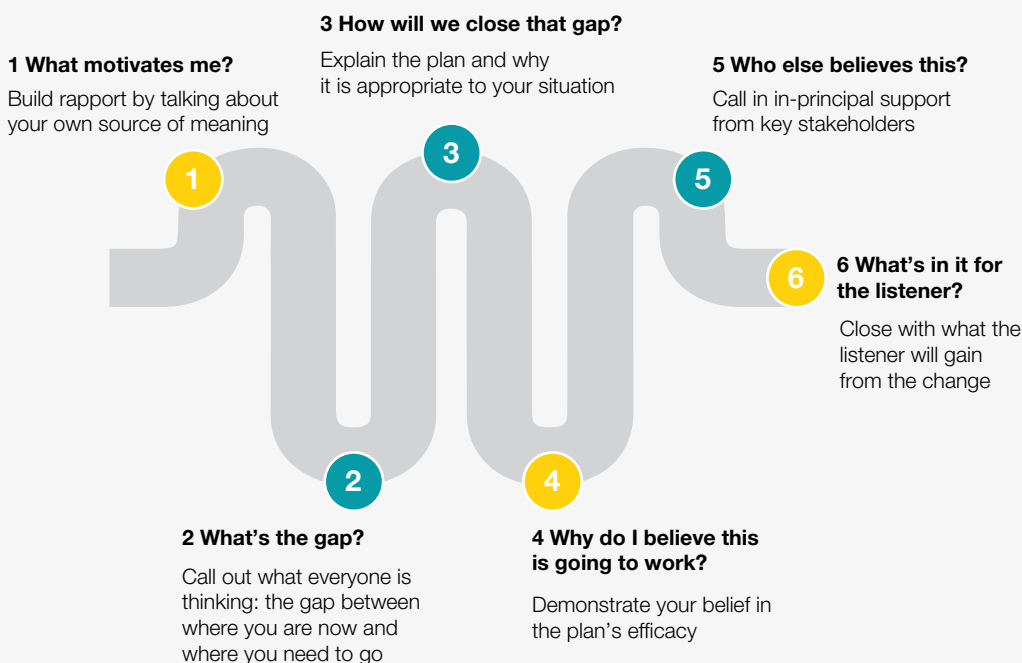 1 What motivates me?
Build rapport by talking about
your own source of meaning
1
2
2 What's the gap?
Call out what everyone is
thinking: the gap between
where you are now and
where you need to go
3 How will we close that gap?
Explain the plan and why
it is appropriate to your situation
3
4
4 Why do I believe this
is going to work?
Demonstrate your belief in
the plan's efficacy
5 Who else believes this?
Call in in-principal support
from key stakeholders
5
6
6 What's in it for
the listener?
Close with what the
listener will gain
from the change